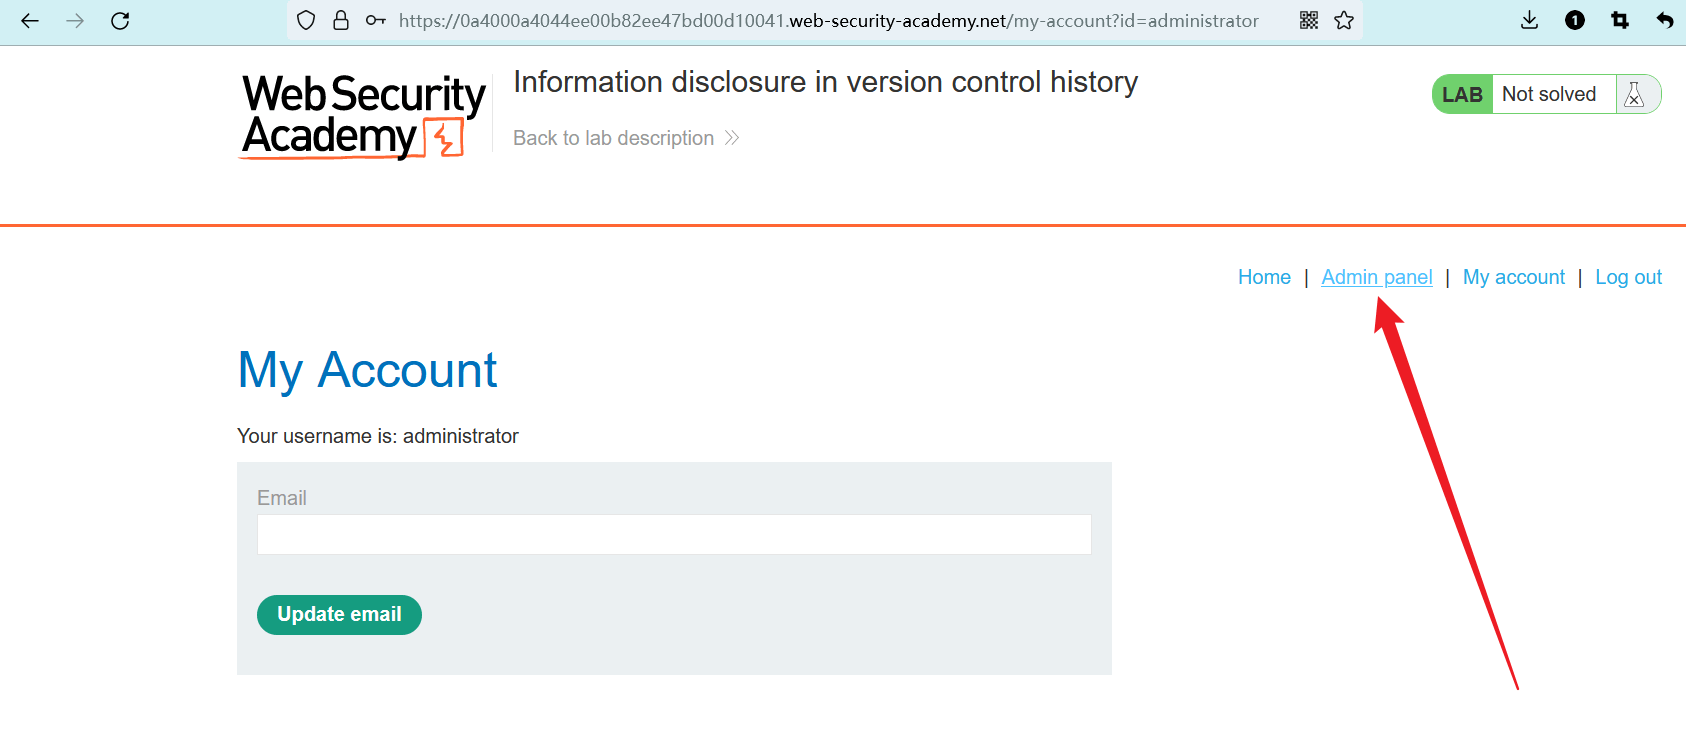 https://0a4000a4044ee00b82ee47bd00d10041.web-security-academy.net/my-account?id=administrator
1
Web Security
Academy
Information disclosure in version control history
Back to lab description
LAB Not solved
Home | Admin panel | My account | Log out
My Account
Your username is: administrator
Email
Update email